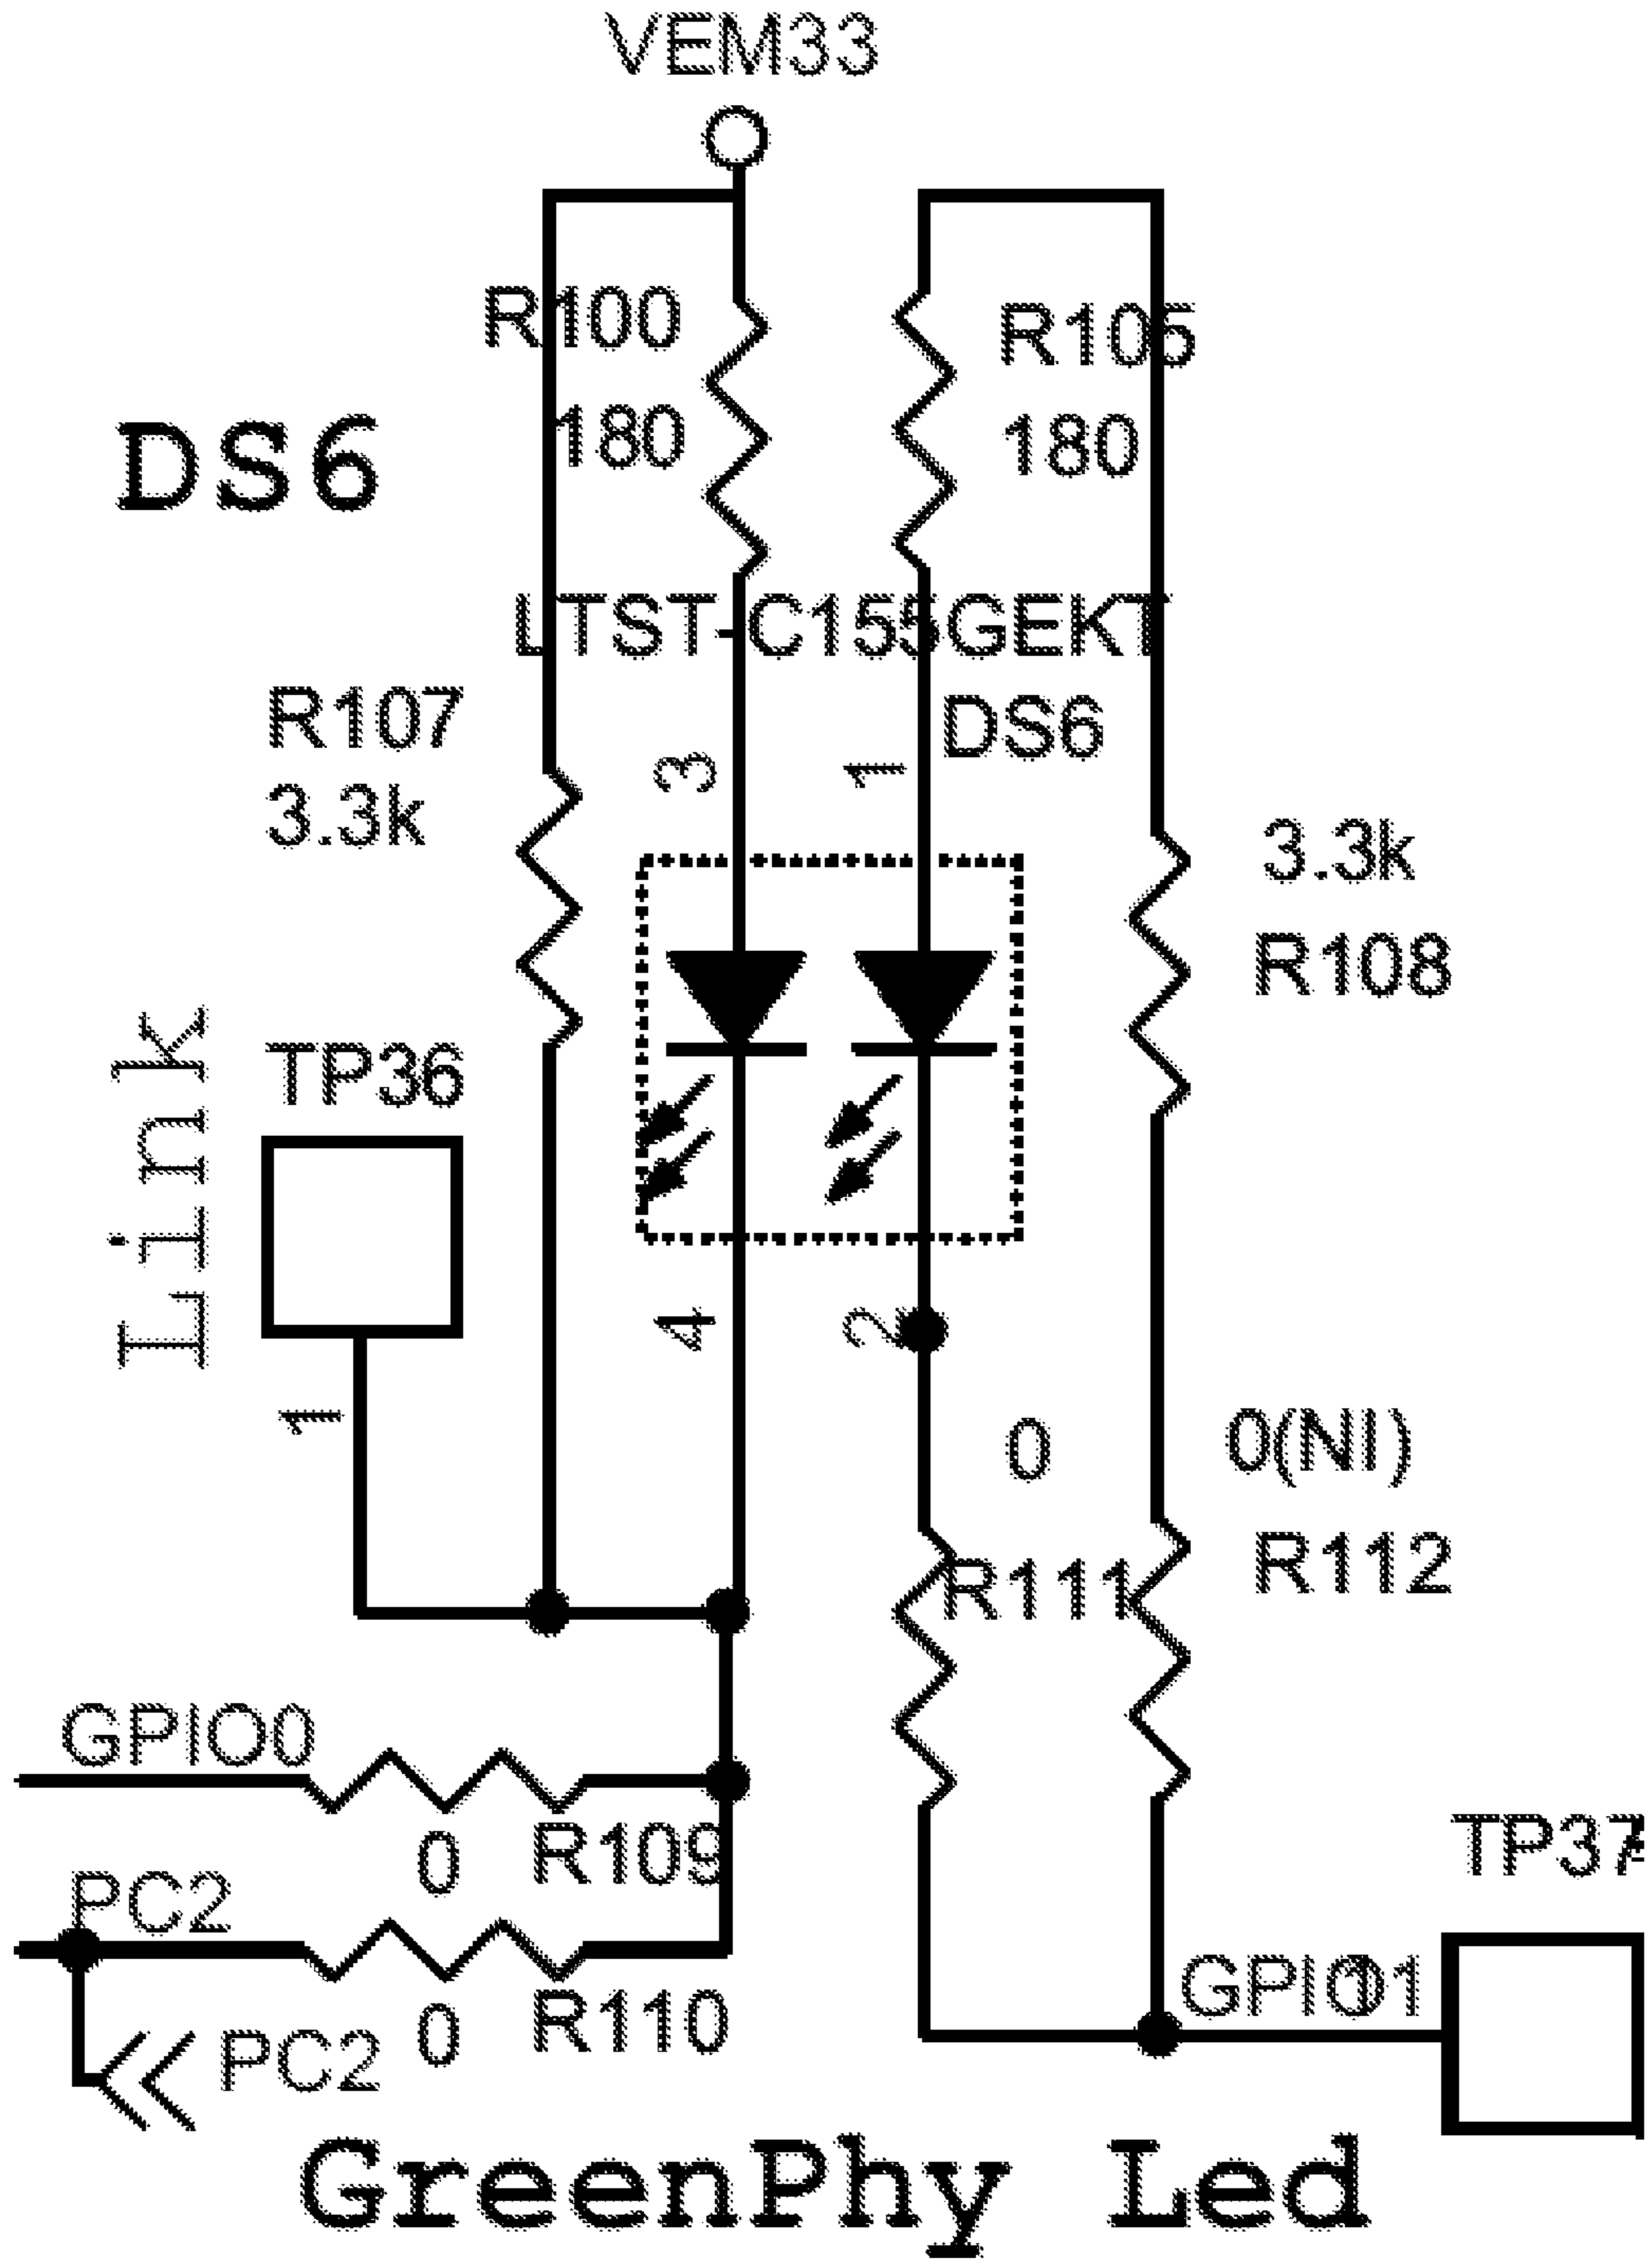 VEM33
R100
180
R105
180
DS6
LTST-C155GEKT
DS6
R107
3.3k
3
1
3.3k
R108
Link
TP36
1
4
2
0
0(NI)
R111
R112
GPIO0
0
R109
PC2
0
R110
PC2
TP37
GPIO1
1
GreenPhy Led